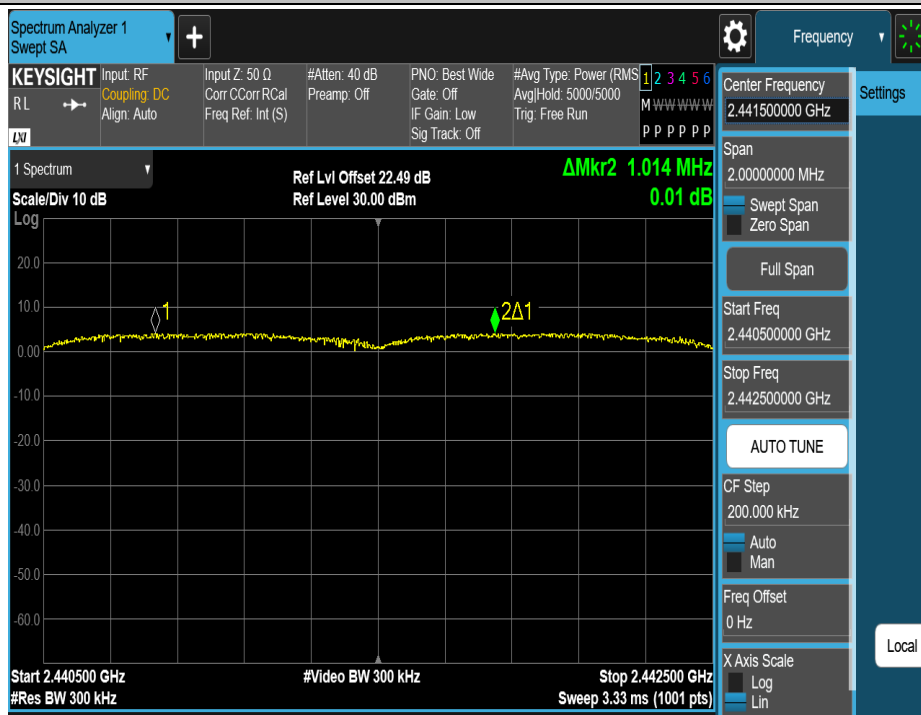 Spectrum Analyzer 1
Swept SA
+
Frequency
KEYSIGHT
RL
LXI
Input: RF
Coupling: DC
Align: Auto
Input Z: 50 Ω
Corr CCorr RCal
Freq Ref: Int (S)
#Atten: 40 dB
Preamp: Off
PNO: Best Wide
Gate: Off
IF Gain: Low
Sig Track: Off
#Avg Type: Power (RMS
Avg|Hold: 5000/5000
Trig: Free Run
1 2 3 4 5 6
M W W W W W
P P P P P P
1 Spectrum
Scale/Div 10 dB
Log
Ref Lvl Offset 22.49 dB
Ref Level 30.00 dBm
ΔMkr2 1.014 MHz
0.01 dB
20.0
10.0
0.00
-10.0
-20.0
-30.0
-40.0
-50.0
-60.0
1
2Δ1
Start 2.440500 GHz
#Res BW 300 kHz
#Video BW 300 kHz
Stop 2.442500 GHz
Sweep 3.33 ms (1001 pts)
Center Frequency
2.441500000 GHz
Span
2.00000000 MHz
Swept Span
Zero Span
Full Span
Start Freq
2.440500000 GHz
Stop Freq
2.442500000 GHz
AUTO TUNE
CF Step
200.000 kHz
Auto
Man
Freq Offset
0 Hz
X Axis Scale
Log
Lin
Settings
Local